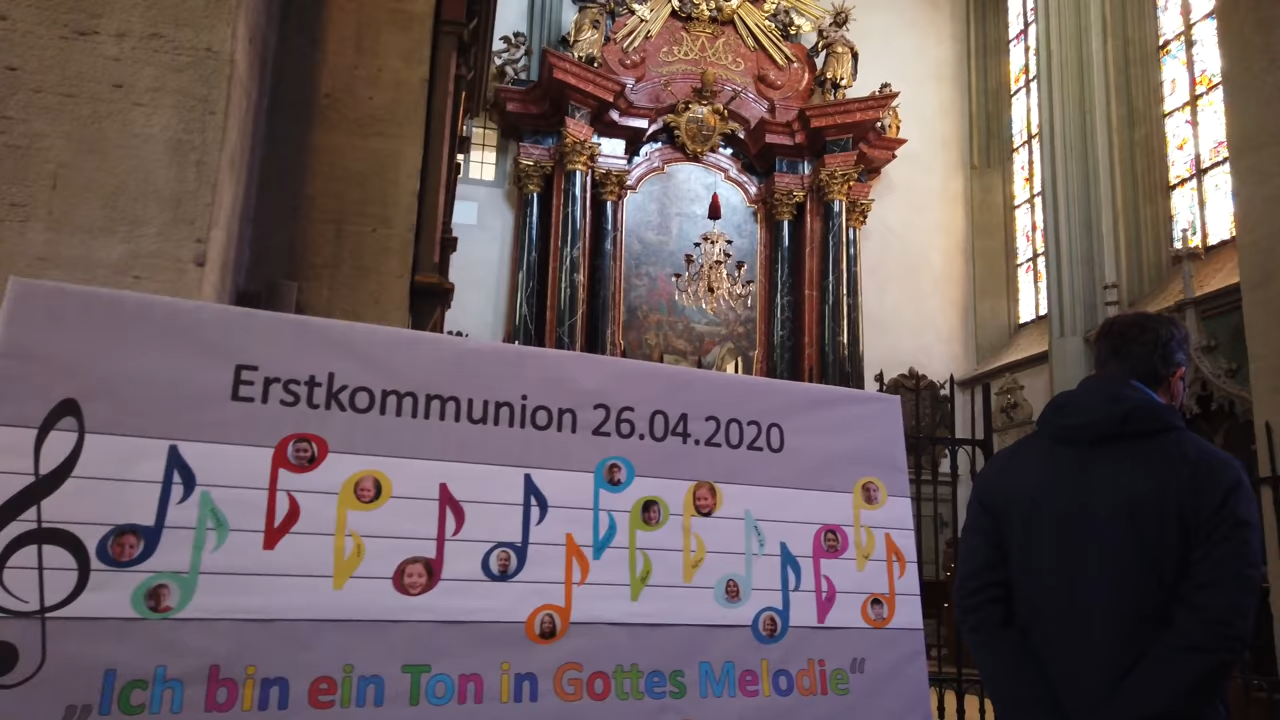 Erstkommunion 26.04.2020
„Ich bin ein Ton in Gottes Melodie“